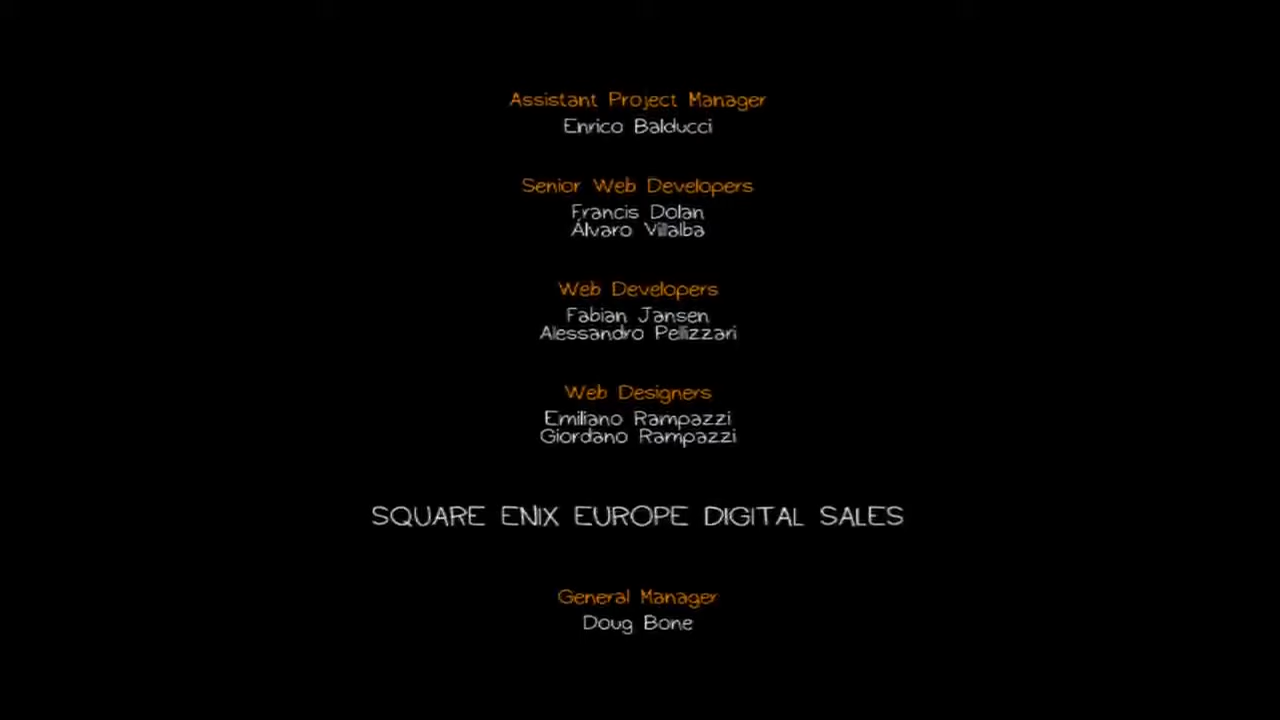 Assistant Project Manager
Enrico Balducci
Senior Web Developers
Francis Dolan
Álvaro Villalba
Web Developers
Fabian Jansen
Alessandro Pellizzari
Web Designers
Emiliano Rampazzi
Giordano Rampazzi
SQUARE ENIX EUROPE DIGITAL SALES
General Manager
Doug Bone